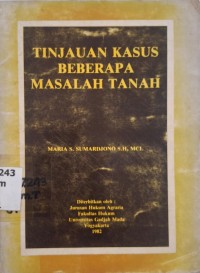 TINJAUAN KASUS
BEBERAPA
MASALAH TANAH
MARIA S. SUMARDJONO S.H, MCL.
Diterbitkan oleh :
Jurusan Hukum Agraria
Fakultas Hukum
Universitas Gadjah Mada
Yogyakarta
1982
243
m